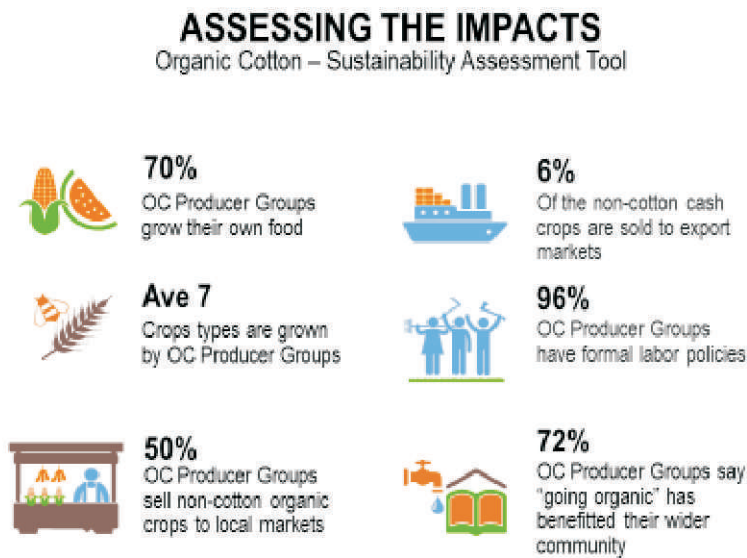 ASSESSING THE IMPACTS
Organic Cotton – Sustainability Assessment Tool
70%
OC Producer Groups
grow their own food
6%
Of the non-cotton cash
crops are sold to export
markets
Ave 7
Crops types are grown
by OC Producer Groups
96%
OC Producer Groups
have formal labor policies
50%
OC Producer Groups
sell non-cotton organic
crops to local markets
72%
OC Producer Groups say
“going organic” has
benefitted their wider
community